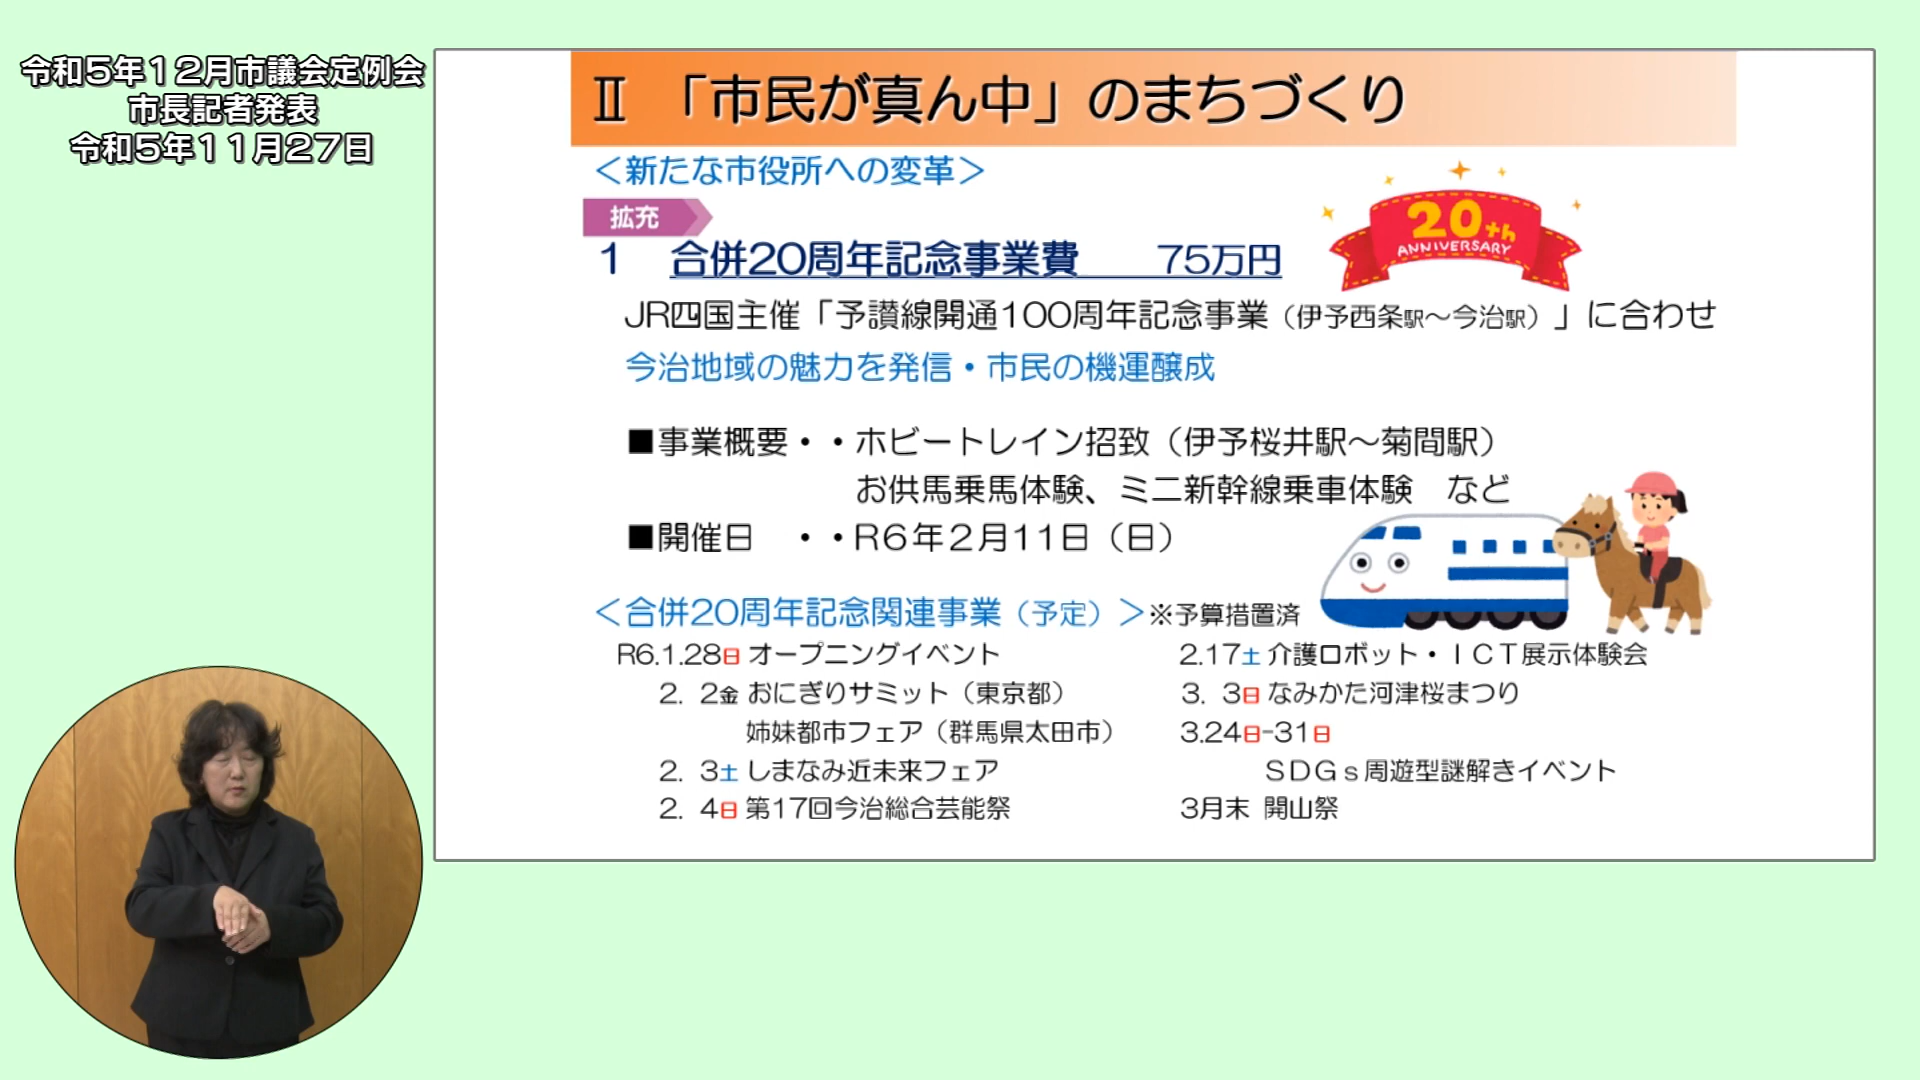 令和５年１２月市議会定例会
市長記者発表
令和５年１１月２７日
Ⅱ 「市民が真ん中」のまちづくり
＜新たな市役所への変革＞
拡充
１ 合併20周年記念事業費 75万円
20th
ANNIVERSARY
JR四国主催「予讃線開通100周年記念事業（伊予西条駅～今治駅）」に合わせ
今治地域の魅力を発信・市民の機運醸成
■事業概要・・ホビートレイン招致（伊予桜井駅～菊間駅）
お供馬乗馬体験、ミニ新幹線乗車体験 など
■開催日 ・・R６年２月11日（日）
＜合併20周年記念関連事業（予定）＞※予算措置済
R6.1.28日 オープニングイベント
2. 2金 おにぎりサミット（東京都）
姉妹都市フェア（群馬県太田市）
2. 3土 しまなみ近未来フェア
2. 4日 第17回今治総合芸能祭
2.17土 介護ロボット・ＩＣＴ展示体験会
3. 3日 なみかた河津桜まつり
3.24日-31日
ＳＤＧｓ周遊型謎解きイベント
3月末 開山祭